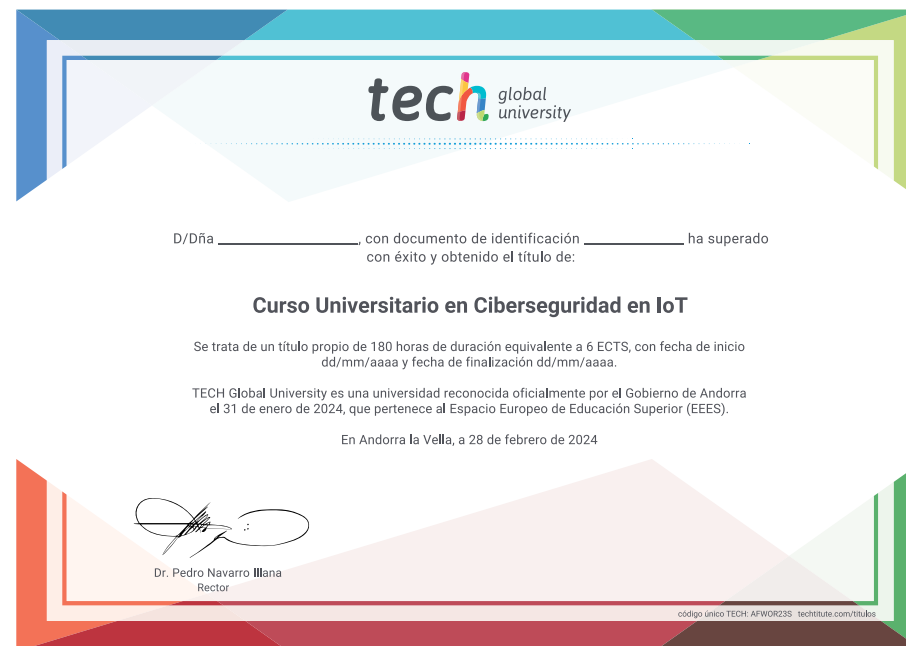 tech global
university
D/Dña ____________________, con documento de identificación ______________ ha superado
con éxito y obtenido el título de:
Curso Universitario en Ciberseguridad en IoT
Se trata de un título propio de 180 horas de duración equivalente a 6 ECTS, con fecha de inicio
dd/mm/aaaa y fecha de finalización dd/mm/aaaa.
TECH Global University es una universidad reconocida oficialmente por el Gobierno de Andorra
el 31 de enero de 2024, que pertenece al Espacio Europeo de Educación Superior (EEES).
En Andorra la Vella, a 28 de febrero de 2024
Dr. Pedro Navarro Illana
Rector
código único TECH: AFWOR23S techtitute.com/titulos